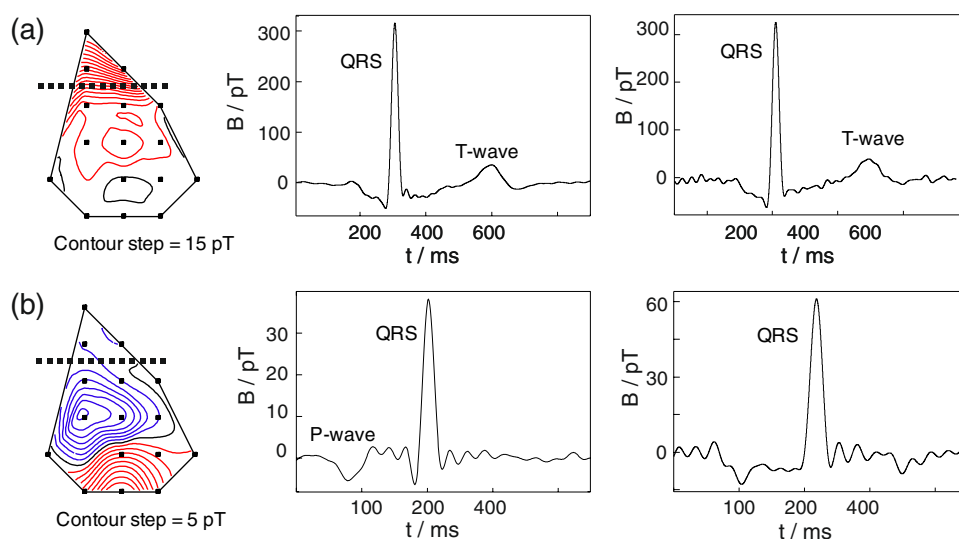 (a)
Contour step = 15 pT
B / pT
300
200
100
0
QRS
T-wave
200 400 600
t / ms
B / pT
300
200
100
0
QRS
T-wave
200 400 600
t / ms
(b)
Contour step = 5 pT
B / pT
30
20
10
0
QRS
P-wave
100 200 400
t / ms
B / pT
60
30
0
QRS
100 200 400
t / ms